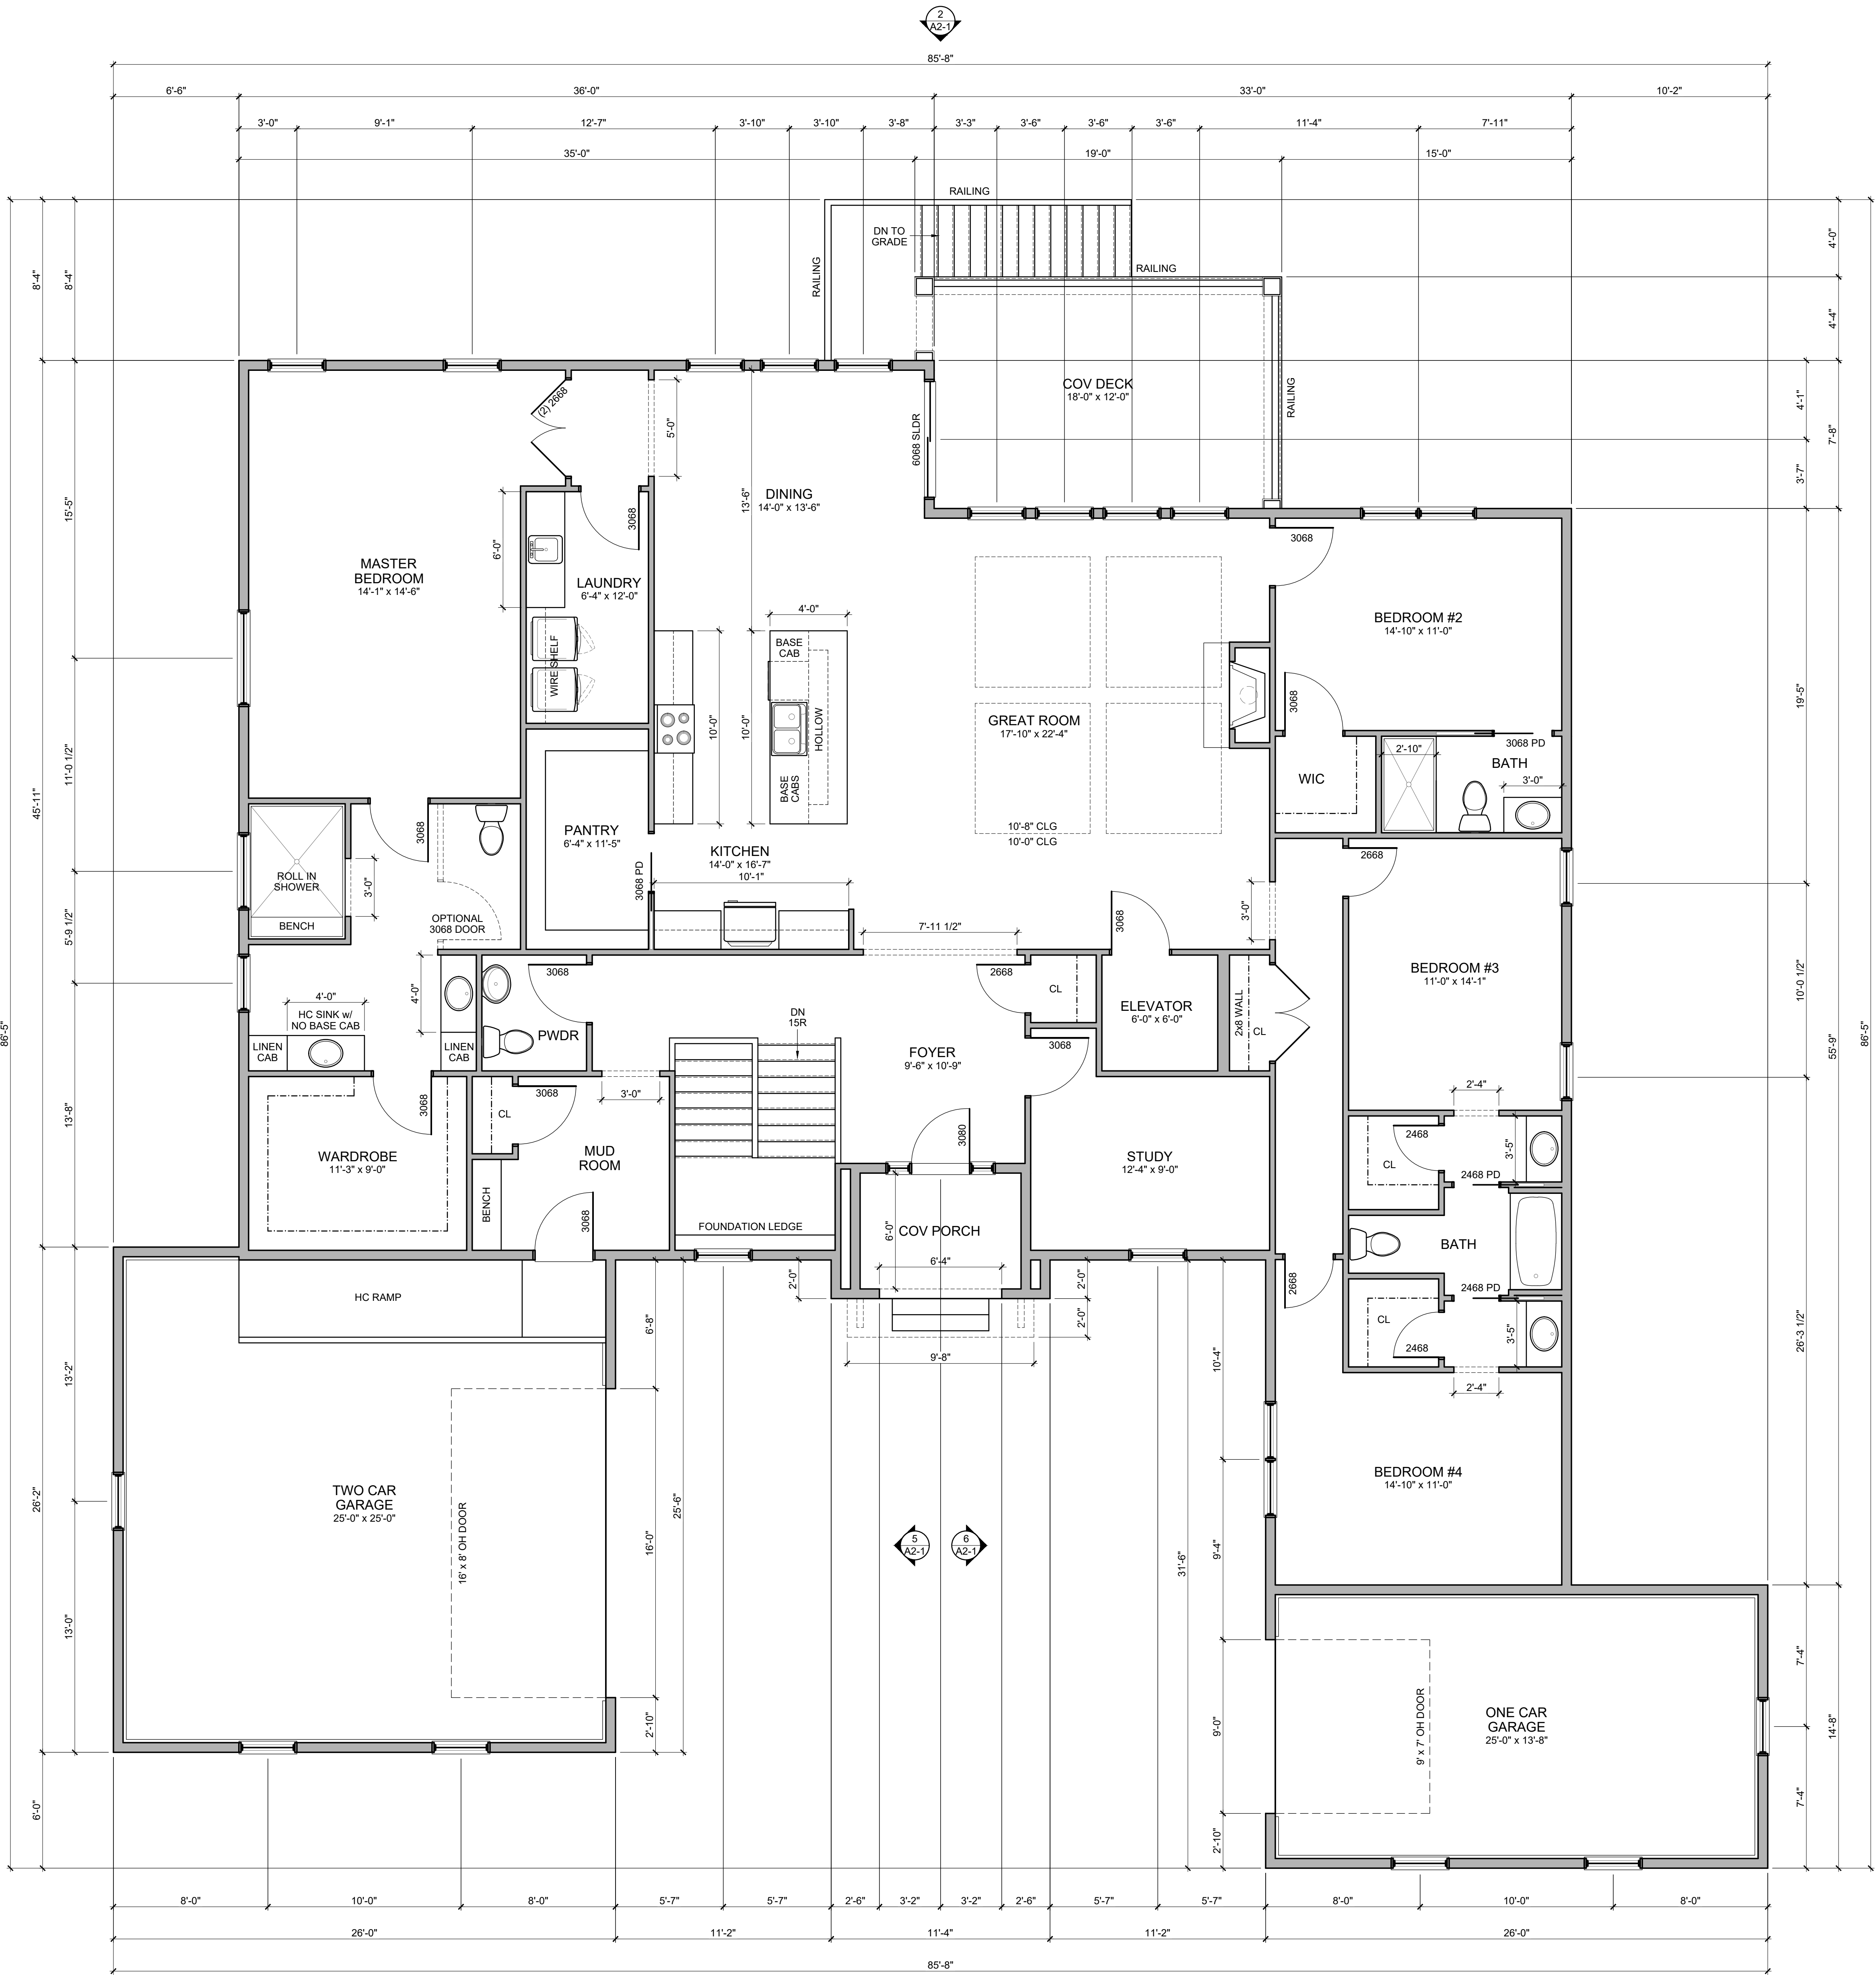 2
A2-1
85'-8"
6'-6"
36'-0"
33'-0"
10'-2"
3'-0"
9'-1"
12'-7"
3'-10"
3'-10"
3'-8"
3'-3"
3'-6"
3'-6"
3'-6"
11'-4"
7'-11"
35'-0"
19'-0"
15'-0"
RAILING
DN TO
GRADE
RAILING
RAILING
RAILING
8'-4"
8'-4"
4'-0"
4'-4"
COV DECK
18'-0" x 12'-0"
(2) 2668
5'-0"
6068 SLDR
4'-1"
7'-8"
3'-7"
DINING
14'-0" x 13'-6"
13'-6"
15'-5"
3068
6'-0"
3068
MASTER
BEDROOM
14'-1" x 14'-6"
LAUNDRY
6'-4" x 12'-0"
WIRE SHELF
4'-0"
BASE
CAB
HOLLOW
BASE
CABS
10'-0"
10'-0"
BEDROOM #2
14'-10" x 11'-0"
19'-5"
3068
GREAT ROOM
17'-10" x 22'-4"
10'-8" CLG
10'-0" CLG
3068 PD
2'-10"
BATH
3'-0"
WIC
11'-0 1/2"
45'-11"
PANTRY
6'-4" x 11'-5"
3068
KITCHEN
14'-0" x 16'-7"
10'-1"
3068 PD
ROLL IN
SHOWER
BENCH
3'-0"
OPTIONAL
3068 DOOR
2668
3'-0"
3068
7'-11 1/2"
5'-9 1/2"
3068
2668
CL
ELEVATOR
6'-0" x 6'-0"
2x8 WALL
CL
BEDROOM #3
11'-0" x 14'-1"
10'-0 1/2"
4'-0"
4'-0"
HC SINK w/
NO BASE CAB
LINEN
CAB
LINEN
CAB
PWDR
DN
15R
FOYER
9'-6" x 10'-9"
3068
86'-5"
55'-9"
86'-5"
3068
CL
3068
3'-0"
3080
2'-4"
13'-8"
WARDROBE
11'-3" x 9'-0"
MUD
ROOM
BENCH
3068
STUDY
12'-4" x 9'-0"
CL
2468
3'-5"
2468 PD
FOUNDATION LEDGE
COV PORCH
6'-0"
6'-4"
BATH
2'-0"
2'-0"
2'-0"
9'-8"
2668
2468 PD
CL
2468
3'-5"
2'-4"
26'-3 1/2"
HC RAMP
6'-8"
13'-2"
10'-4"
26'-2"
TWO CAR
GARAGE
25'-0" x 25'-0"
16' x 8' OH DOOR
16'-0"
25'-6"
5
A2-1
6
A2-1
31'-6"
9'-4"
BEDROOM #4
14'-10" x 11'-0"
13'-0"
2'-10"
7'-4"
9'-0"
9' x 7' OH DOOR
ONE CAR
GARAGE
25'-0" x 13'-8"
14'-8"
7'-4"
6'-0"
2'-10"
8'-0"
10'-0"
8'-0"
5'-7"
5'-7"
2'-6"
3'-2"
3'-2"
2'-6"
5'-7"
5'-7"
8'-0"
10'-0"
8'-0"
26'-0"
11'-2"
11'-4"
11'-2"
26'-0"
85'-8"